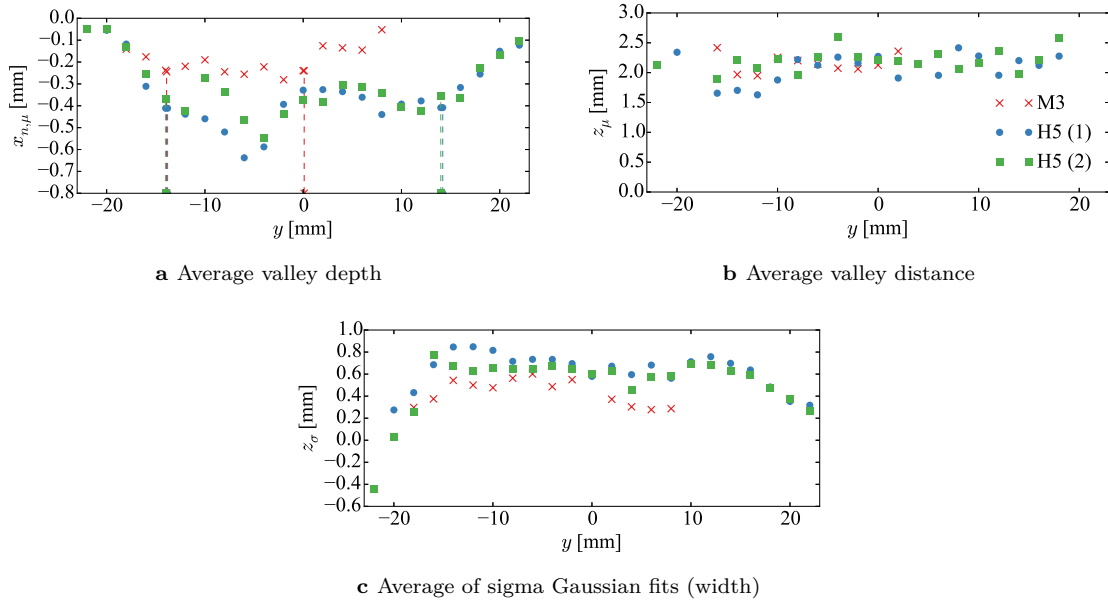 0.0
−0.1
−0.2
−0.3
−0.4
−0.5
−0.6
−0.7
−0.8
x_{n,μ} [mm]
−20 −10 0 10 20
y [mm]
a Average valley depth
3.0
2.5
2.0
1.5
1.0
0.5
0.0
z_μ [mm]
M3
H5 (1)
H5 (2)
−20 −10 0 10 20
y [mm]
b Average valley distance
1.0
0.8
0.6
0.4
0.2
0.0
−0.2
−0.4
−0.6
z_σ [mm]
−20 −10 0 10 20
y [mm]
c Average of sigma Gaussian fits (width)